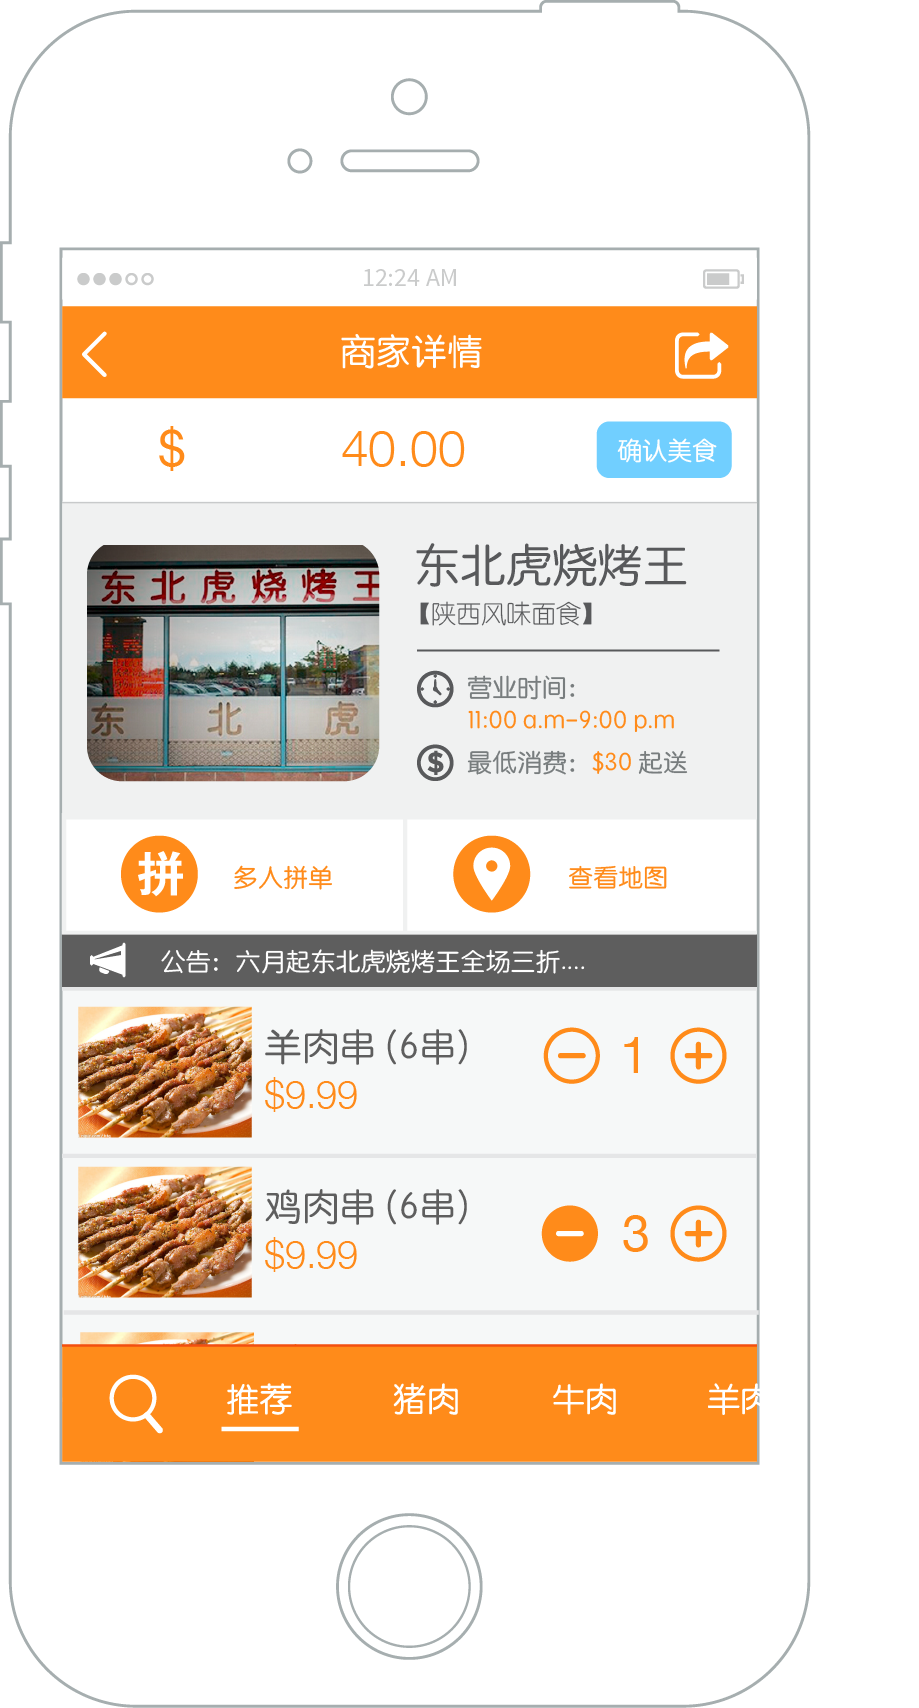 12:24 AM
商家详情
$ 40.00 确认美食
东北虎烧烤王
东北虎
东北虎烧烤王
【陕西风味面食】
营业时间：
11:00 a.m-9:00 p.m
最低消费：$30 起送
拼 多人拼单
查看地图
公告：六月起东北虎烧烤王全场三折....
羊肉串（6串）
$9.99
1
鸡肉串（6串）
$9.99
3
推荐 猪肉 牛肉 羊肉